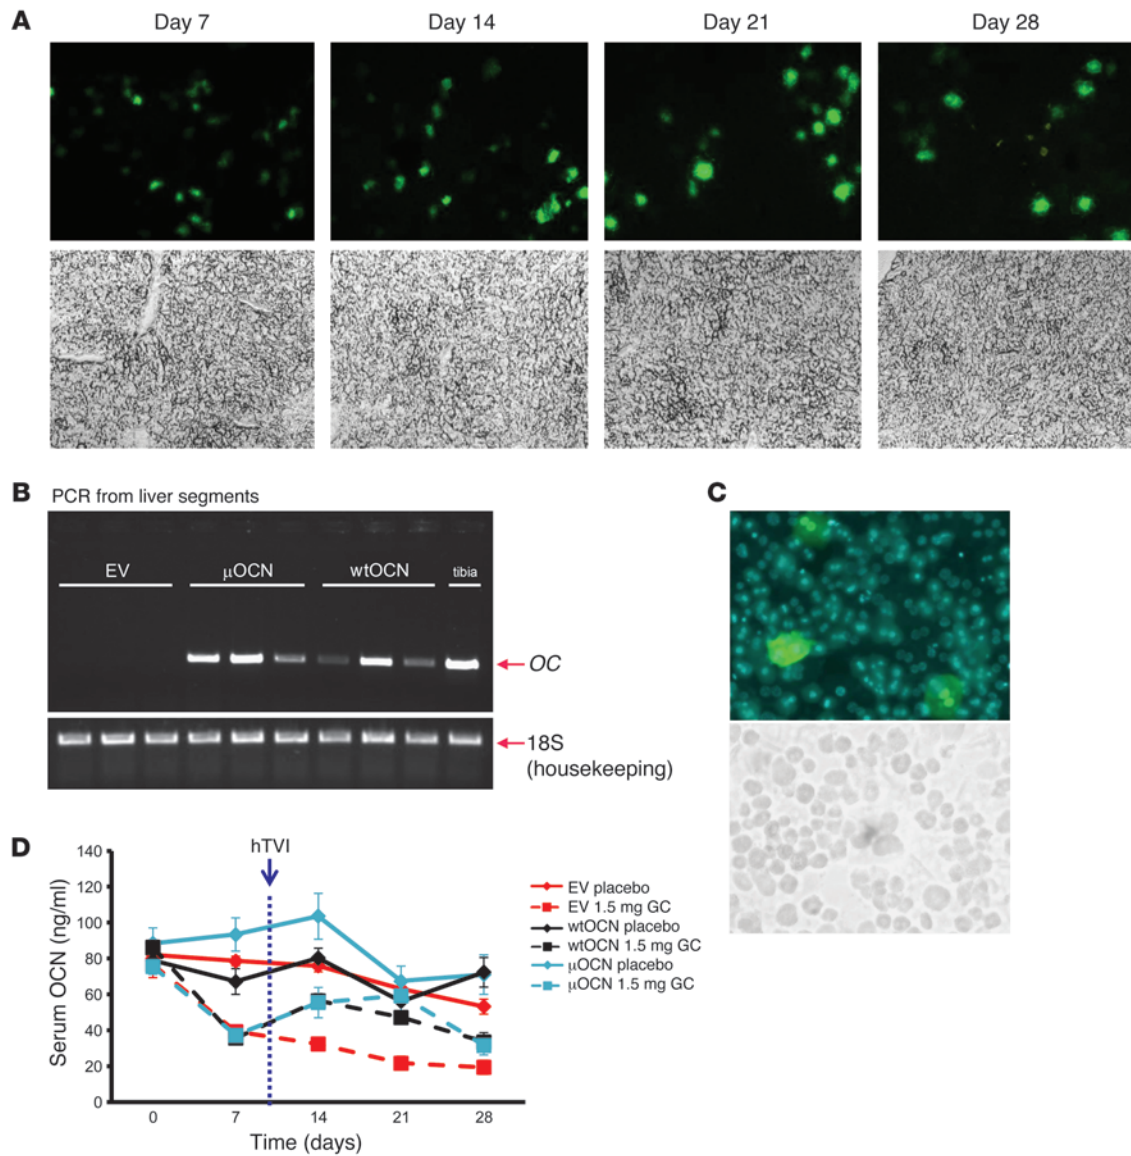 A
Day 7
Day 14
Day 21
Day 28
B
PCR from liver segments
EV
μOCN
wtOCN
tibia
OC
18S
(housekeeping)
C
D
hTVI
Serum OCN (ng/ml)
140
120
100
80
60
40
20
0
0
7
14
21
28
Time (days)
EV placebo
EV 1.5 mg GC
wtOCN placebo
wtOCN 1.5 mg GC
μOCN placebo
μOCN 1.5 mg GC